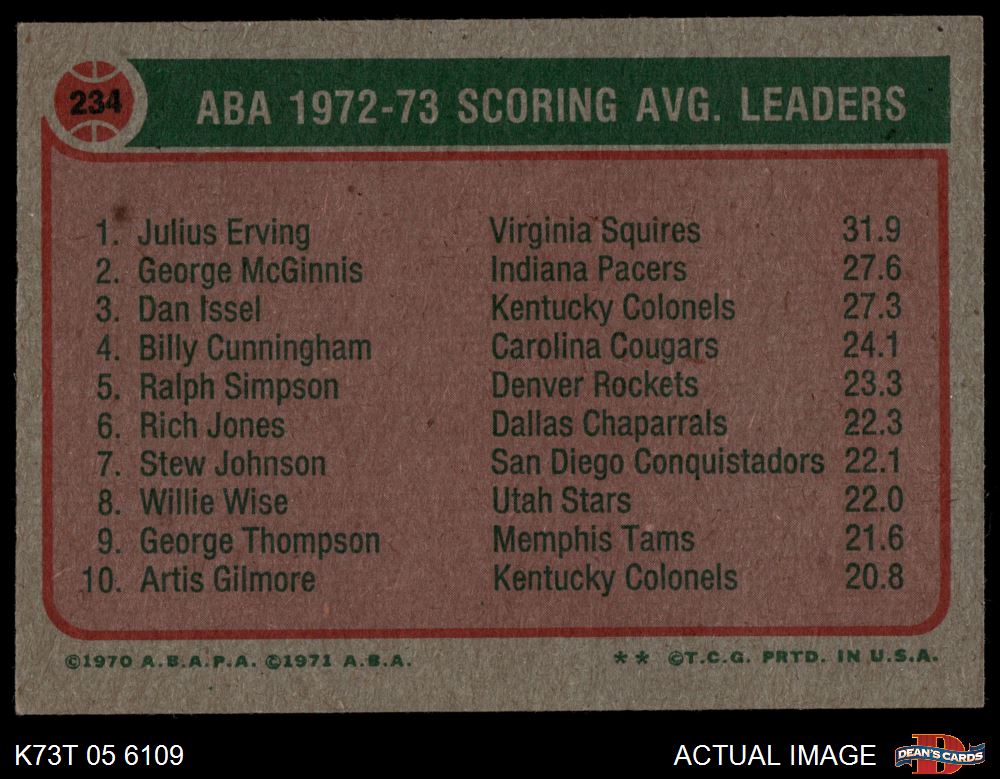 234
ABA 1972-73 SCORING AVG. LEADERS
1. Julius Erving Virginia Squires 31.9
2. George McGinnis Indiana Pacers 27.6
3. Dan Issel Kentucky Colonels 27.3
4. Billy Cunningham Carolina Cougars 24.1
5. Ralph Simpson Denver Rockets 23.3
6. Rich Jones Dallas Chaparrals 22.3
7. Stew Johnson San Diego Conquistadors 22.1
8. Willie Wise Utah Stars 22.0
9. George Thompson Memphis Tams 21.6
10. Artis Gilmore Kentucky Colonels 20.8
©1970 A.B.A.P.A. ©1971 A.B.A. ** ©T.C.G. PRTD. IN U.S.A.
K73T 05 6109 ACTUAL IMAGE DEAN'S CARDS